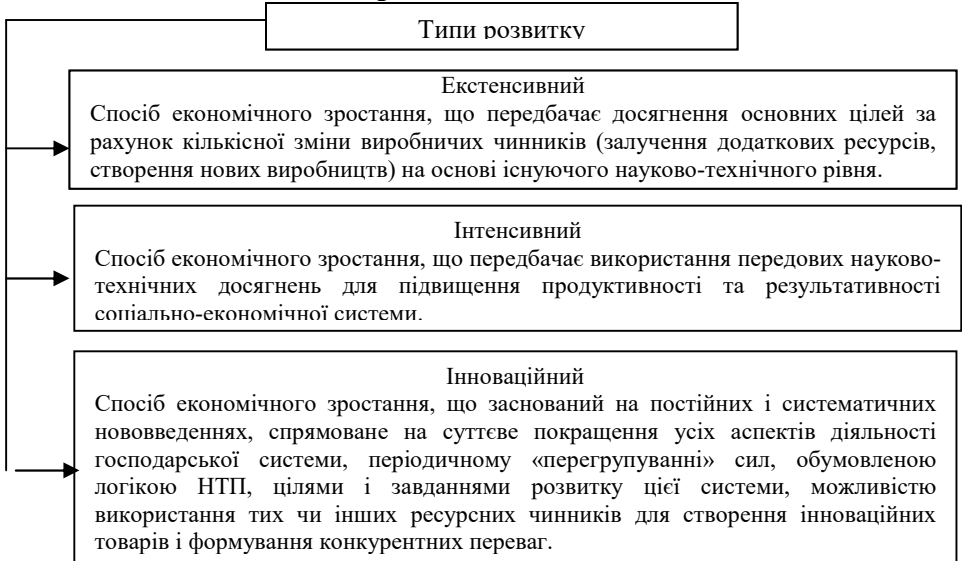 Типи розвитку
Екстенсивний
Спосіб економічного зростання, що передбачає досягнення основних цілей за
рахунок кількісної зміни виробничих чинників (залучення додаткових ресурсів,
створення нових виробництв) на основі існуючого науково-технічного рівня.
Інтенсивний
Спосіб економічного зростання, що передбачає використання передових науково-
технічних досягнень для підвищення продуктивності та результативності
соціально-економічної системи.
Інноваційний
Спосіб економічного зростання, що заснований на постійних і систематичних
нововведеннях, спрямоване на суттєве покращення усіх аспектів діяльності
господарської системи, періодичному «перегрупуванні» сил, обумовленою
логікою НТП, цілями і завданнями розвитку цієї системи, можливістю
використання тих чи інших ресурсних чинників для створення інноваційних
товарів і формування конкурентних переваг.